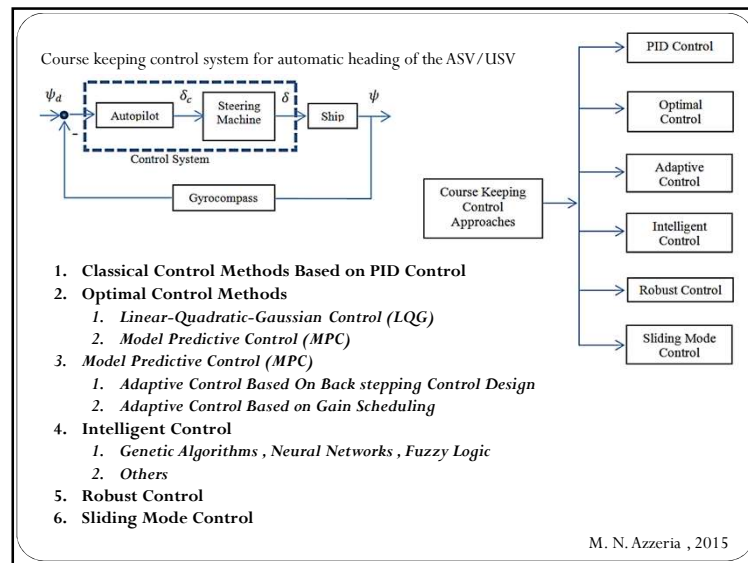 Course keeping control system for automatic heading of the ASV/USV
ψ_d
-
Autopilot
δ_c
Steering
Machine
δ
Ship
ψ
Control System
Gyrocompass
Course Keeping
Control
Approaches
PID Control
Optimal
Control
Adaptive
Control
Intelligent
Control
Robust Control
Sliding Mode
Control
1. Classical Control Methods Based on PID Control
2. Optimal Control Methods
1. Linear-Quadratic-Gaussian Control (LQG)
2. Model Predictive Control (MPC)
3. Model Predictive Control (MPC)
1. Adaptive Control Based On Back stepping Control Design
2. Adaptive Control Based on Gain Scheduling
4. Intelligent Control
1. Genetic Algorithms , Neural Networks , Fuzzy Logic
2. Others
5. Robust Control
6. Sliding Mode Control
M. N. Azzeria , 2015